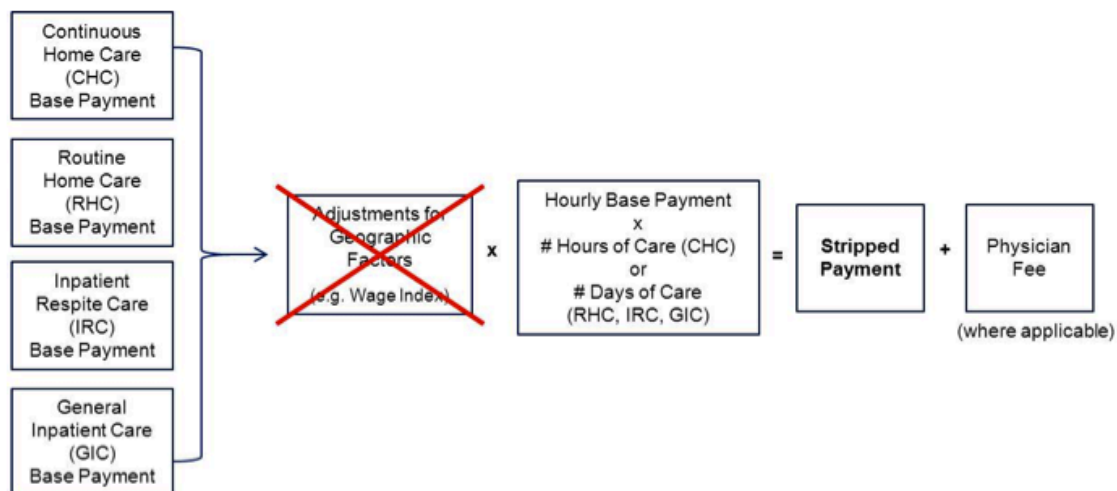 Continuous
Home Care
(CHC)
Base Payment
Routine
Home Care
(RHC)
Base Payment
Inpatient
Respite Care
(IRC)
Base Payment
General
Inpatient Care
(GIC)
Base Payment
Adjustments for
Geographic
Factors
(e.g. Wage Index)
x
Hourly Base Payment
x
# Hours of Care (CHC)
or
# Days of Care
(RHC, IRC, GIC)
=
Stripped
Payment
+
Physician
Fee
(where applicable)